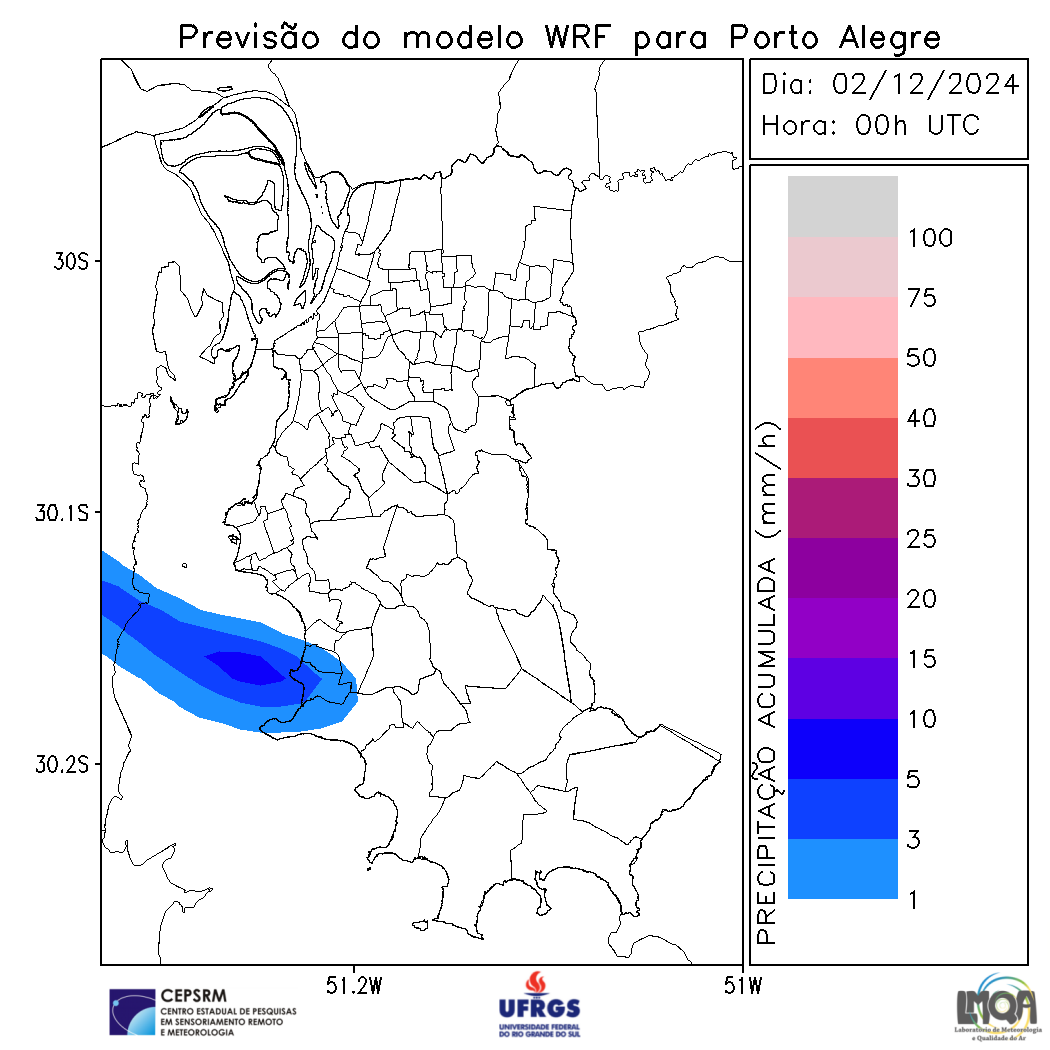 Previsão do modelo WRF para Porto Alegre
Dia: 02/12/2024
Hora: 00h UTC
30S
30.1S
30.2S
51.2W
51W
PRECIPITAÇÃO ACUMULADA (mm/h)
100
75
50
40
30
25
20
15
10
5
3
1
CEPSRM
CENTRO ESTADUAL DE PESQUISAS
EM SENSORIAMENTO REMOTO
E METEOROLOGIA
UFRGS
UNIVERSIDADE FEDERAL
DO RIO GRANDE DO SUL
LMQA
Laboratório de Meteorologia
e Qualidade do Ar